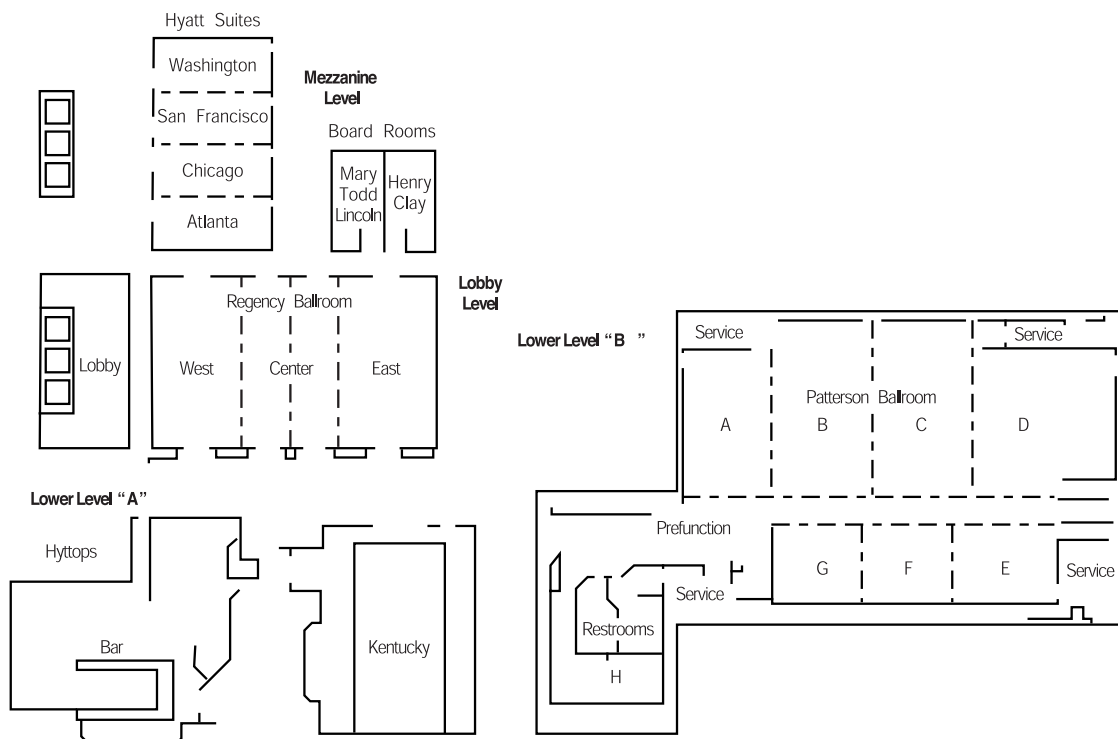 Hyatt Suites
Washington
San Francisco
Chicago
Atlanta
Mezzanine
Level
Board Rooms
Mary
Todd
Lincoln
Henry
Clay
Lobby
Level
Lobby
Regency Ballroom
West
Center
East
Lower Level “A”
Hyttops
Bar
Kentucky
Lower Level “B ”
Service
Service
Patterson Ballroom
A
B
C
D
Prefunction
G
F
E
Service
Service
Restrooms
H